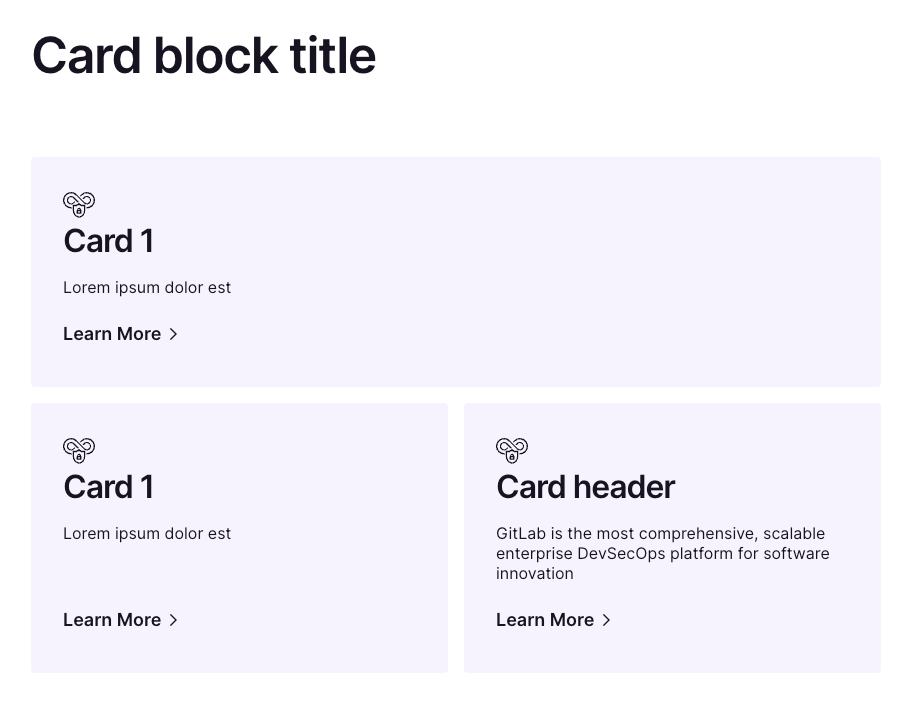 Card block title
Card 1
Lorem ipsum dolor est
Learn More
Card 1
Lorem ipsum dolor est
Learn More
Card header
GitLab is the most comprehensive, scalable
enterprise DevSecOps platform for software
innovation
Learn More